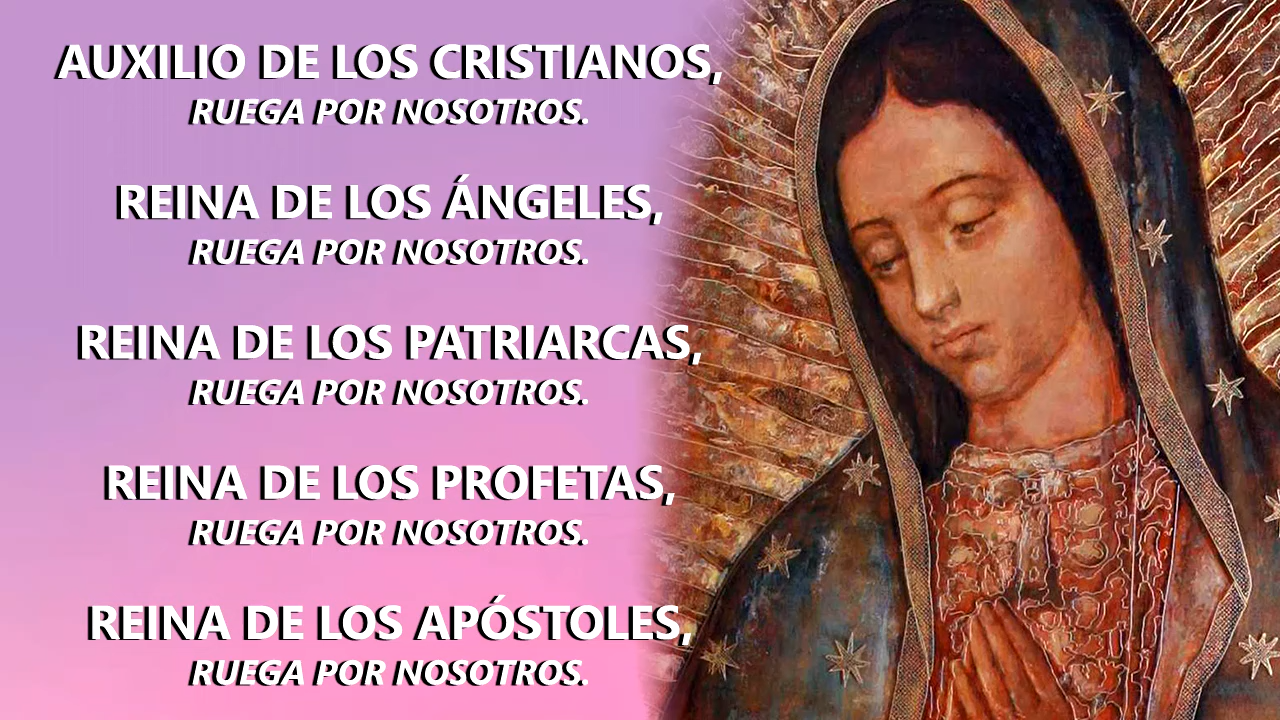 AUXILIO DE LOS CRISTIANOS,
RUEGA POR NOSOTROS.
REINA DE LOS ÁNGELES,
RUEGA POR NOSOTROS.
REINA DE LOS PATRIARCAS,
RUEGA POR NOSOTROS.
REINA DE LOS PROFETAS,
RUEGA POR NOSOTROS.
REINA DE LOS APÓSTOLES,
RUEGA POR NOSOTROS.